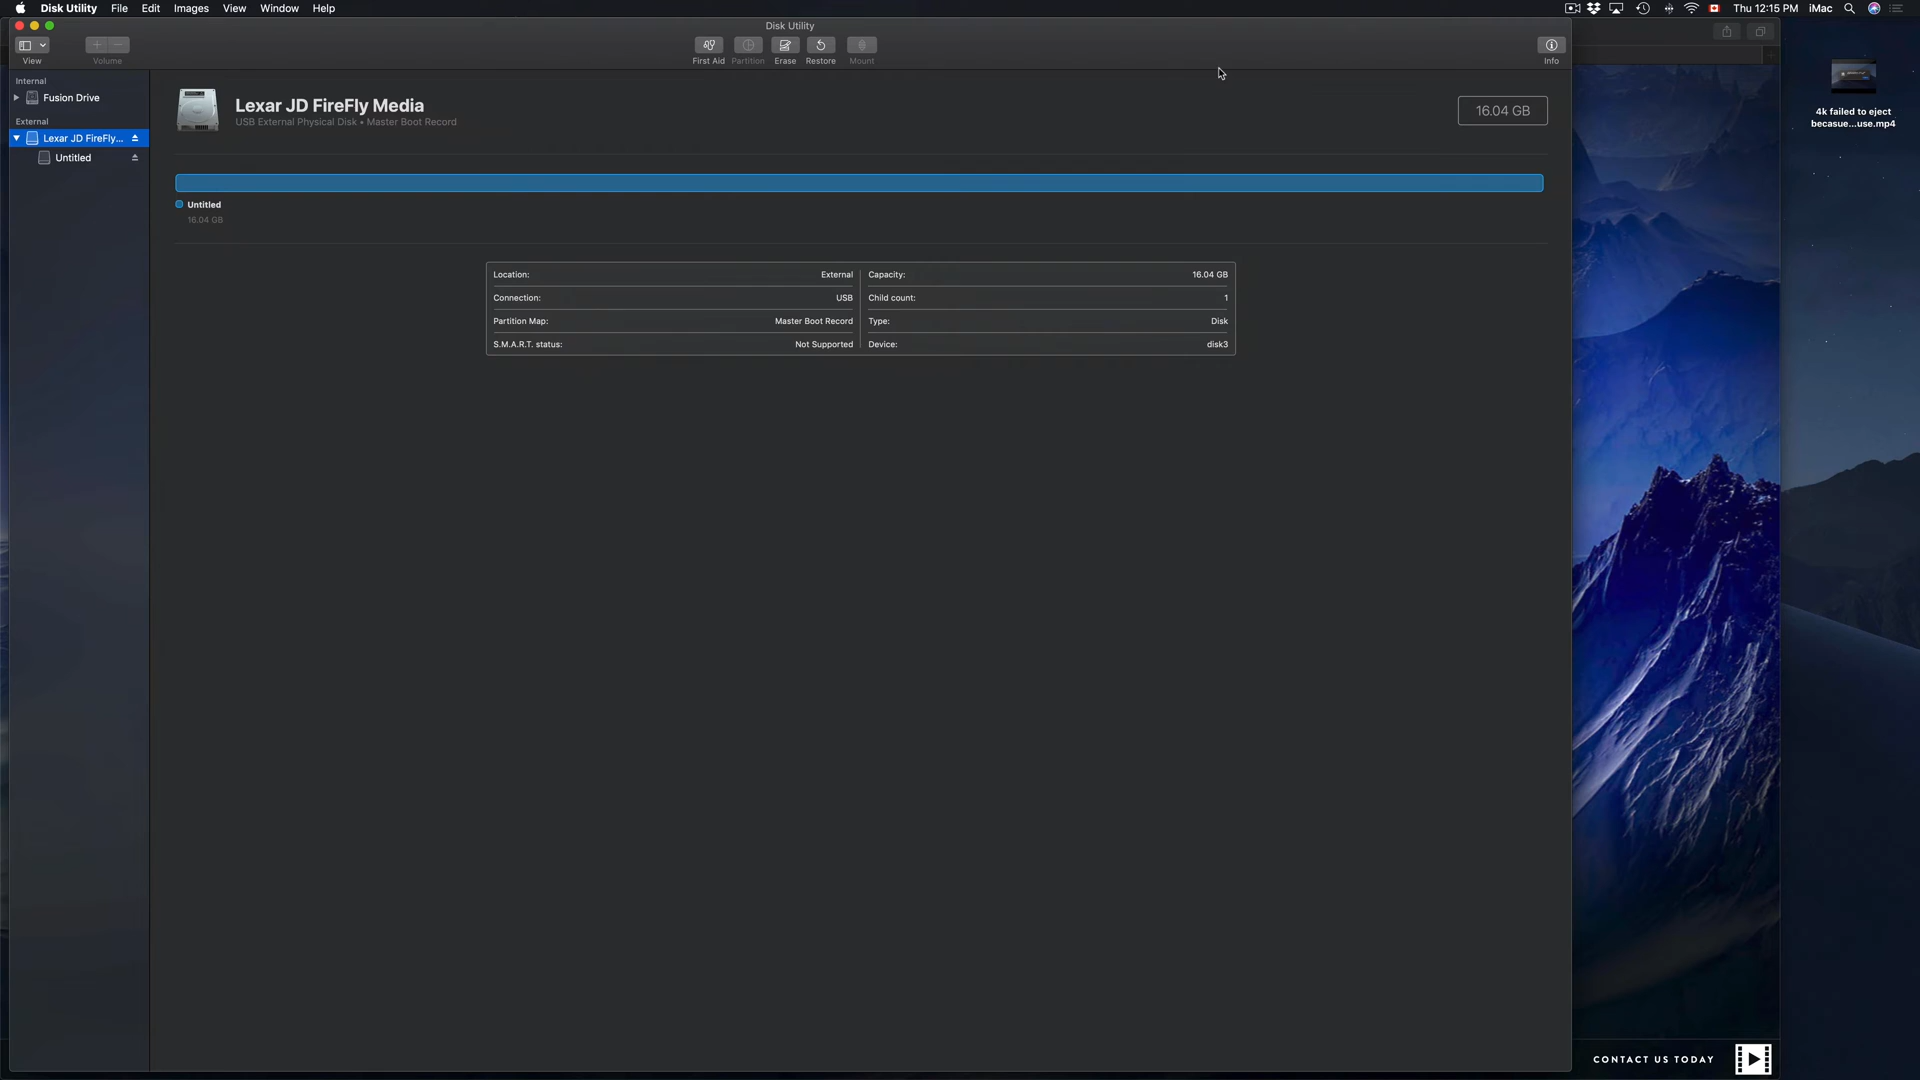 Disk Utility File Edit Images View Window Help
Thu 12:15 PM iMac
Disk Utility
View
Volume
First Aid
Partition
Erase
Restore
Mount
Info
Internal
Fusion Drive
External
Lexar JD FireFly...
Untitled
Lexar JD FireFly Media
USB External Physical Disk • Master Boot Record
16.04 GB
Untitled
16.04 GB
Location: External
Capacity: 16.04 GB
Connection: USB
Child count: 1
Partition Map: Master Boot Record
Type: Disk
S.M.A.R.T. status: Not Supported
Device: disk3
4k failed to eject
becasue...use.mp4
CONTACT US TODAY